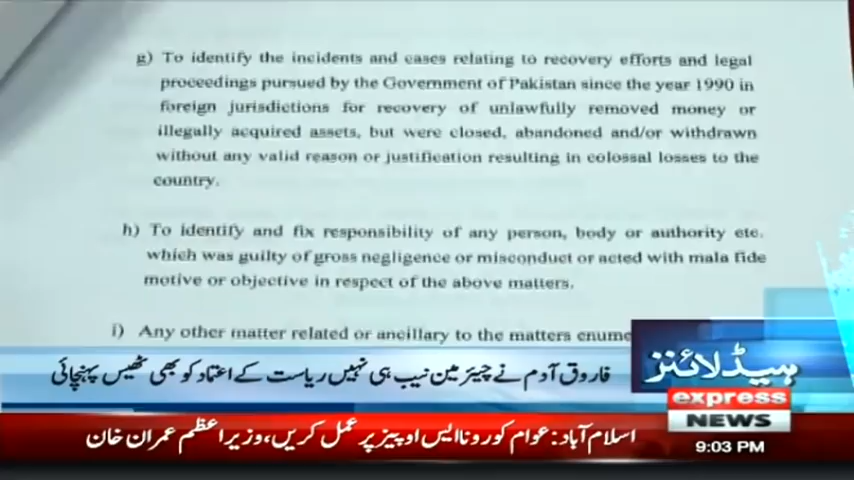 g) To identify the incidents and cases relating to recovery efforts and legal
proceedings pursued by the Government of Pakistan since the year 1990 in
foreign jurisdictions for recovery of unlawfully removed money or
illegally acquired assets, but were closed, abandoned and/or withdrawn
without any valid reason or justification resulting in colossal losses to the
country.
h) To identify and fix responsibility of any person, body or authority etc.
which was guilty of gross negligence or misconduct or acted with mala fide
motive or objective in respect of the above matters.
i) Any other matter related or ancillary to the matters enume
ہیڈلائنز
فاروق آدم نے چیئرمین نیب ہی نہیں ریاست کے اعتماد کو بھی ٹھیس پہنچائی
express
NEWS
اسلام آباد: عوام کورونا ایس اوپیز پر عمل کریں، وزیراعظم عمران خان
9:03 PM